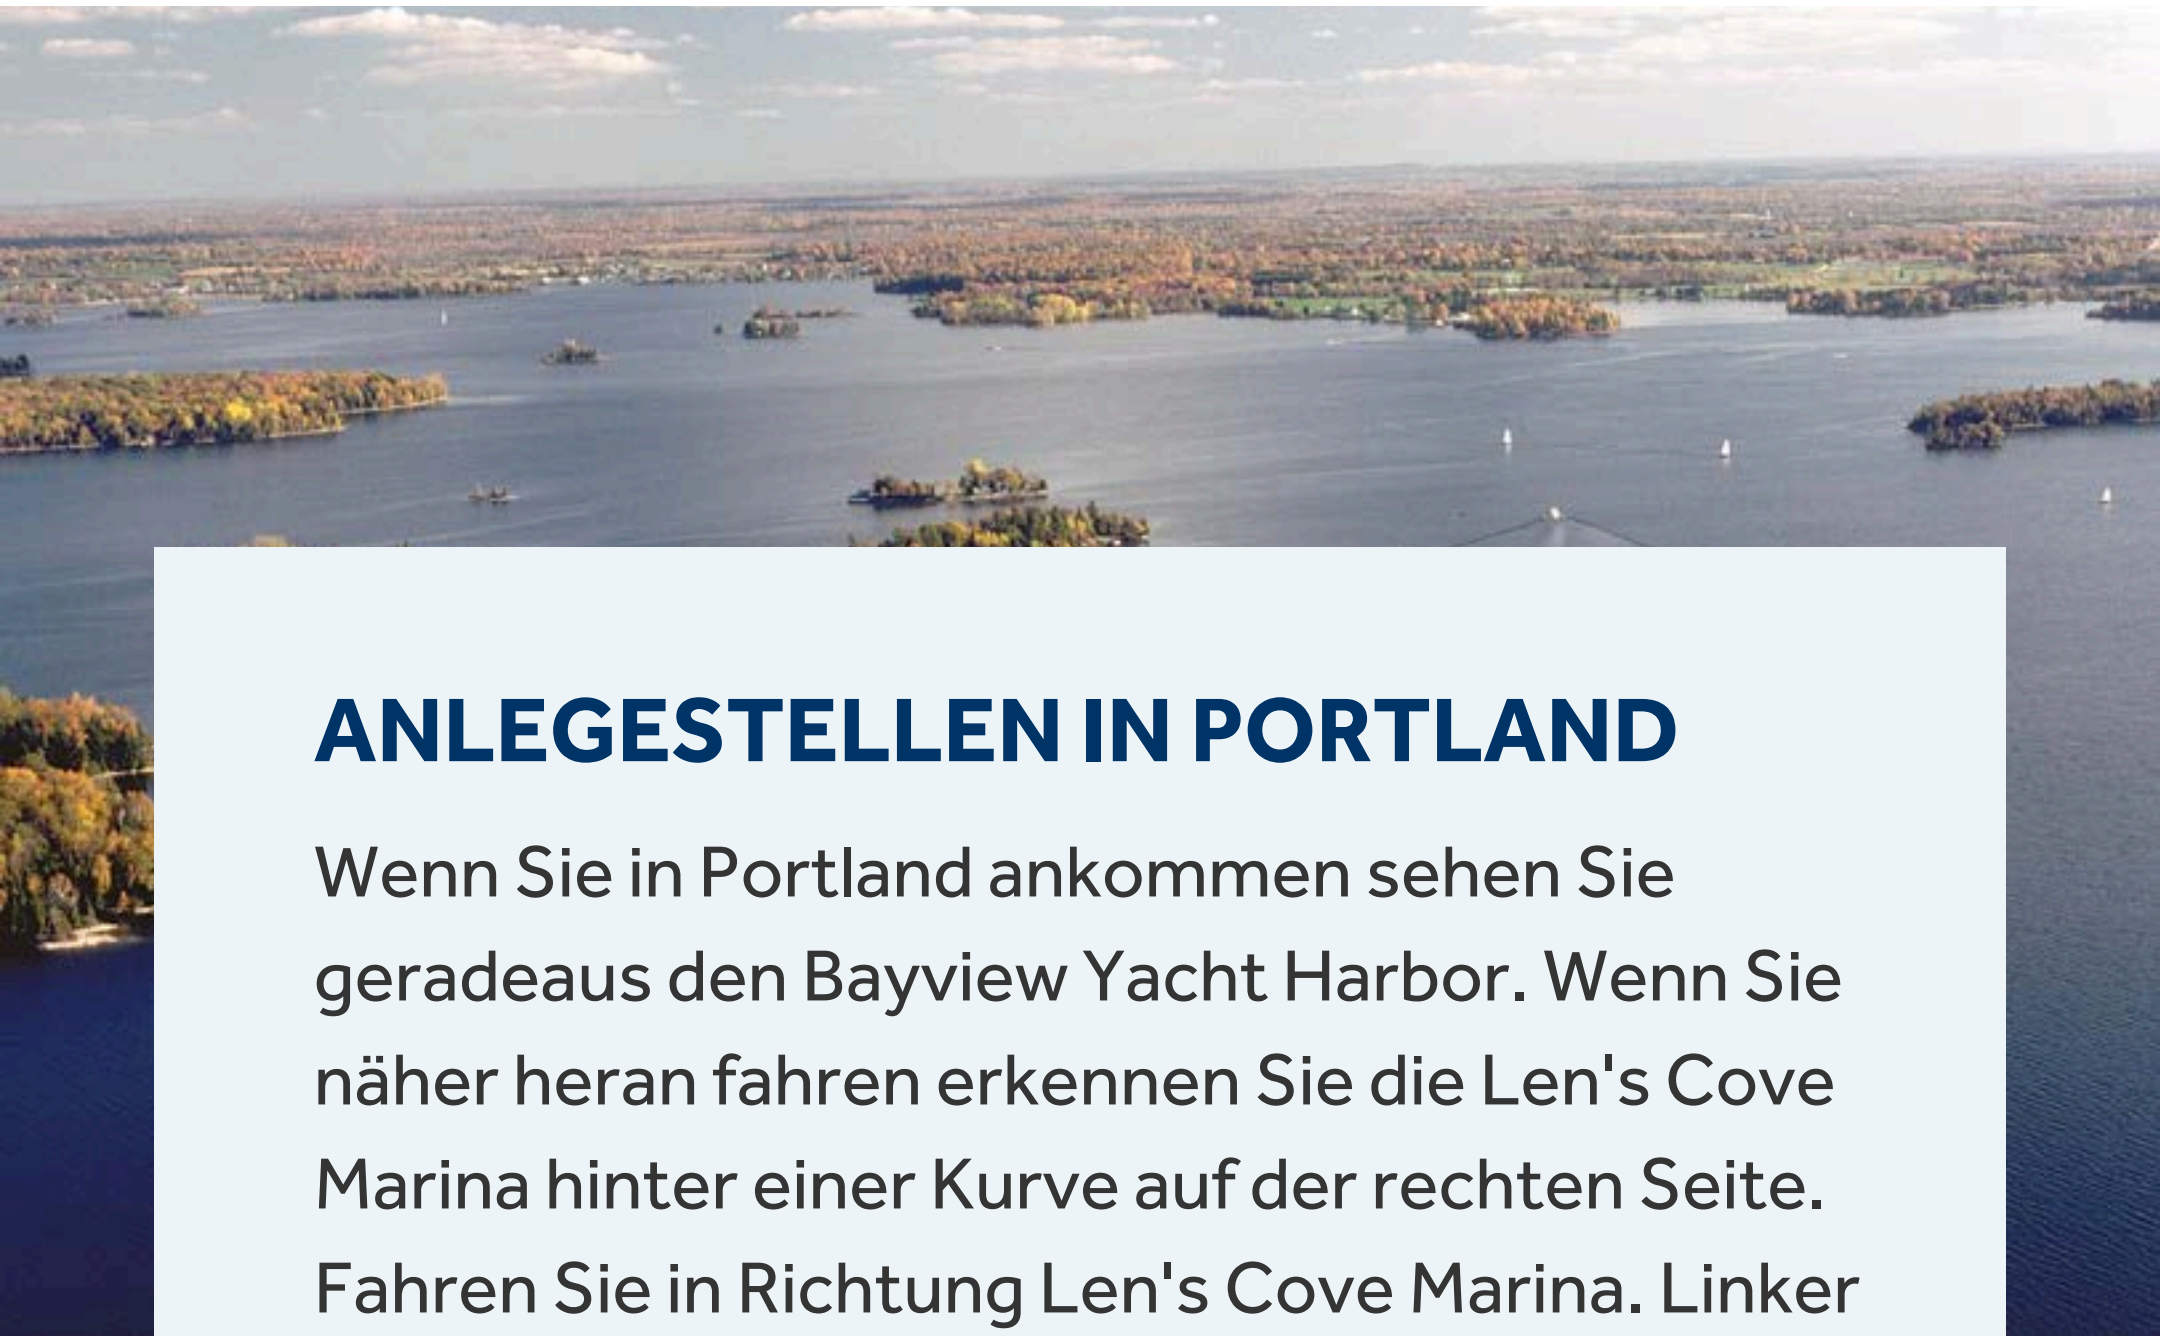 ANLEGESTELLEN IN PORTLAND
Wenn Sie in Portland ankommen sehen Sie
geradeaus den Bayview Yacht Harbor. Wenn Sie
näher heran fahren erkennen Sie die Len's Cove
Marina hinter einer Kurve auf der rechten Seite.
Fahren Sie in Richtung Len's Cove Marina. Linker